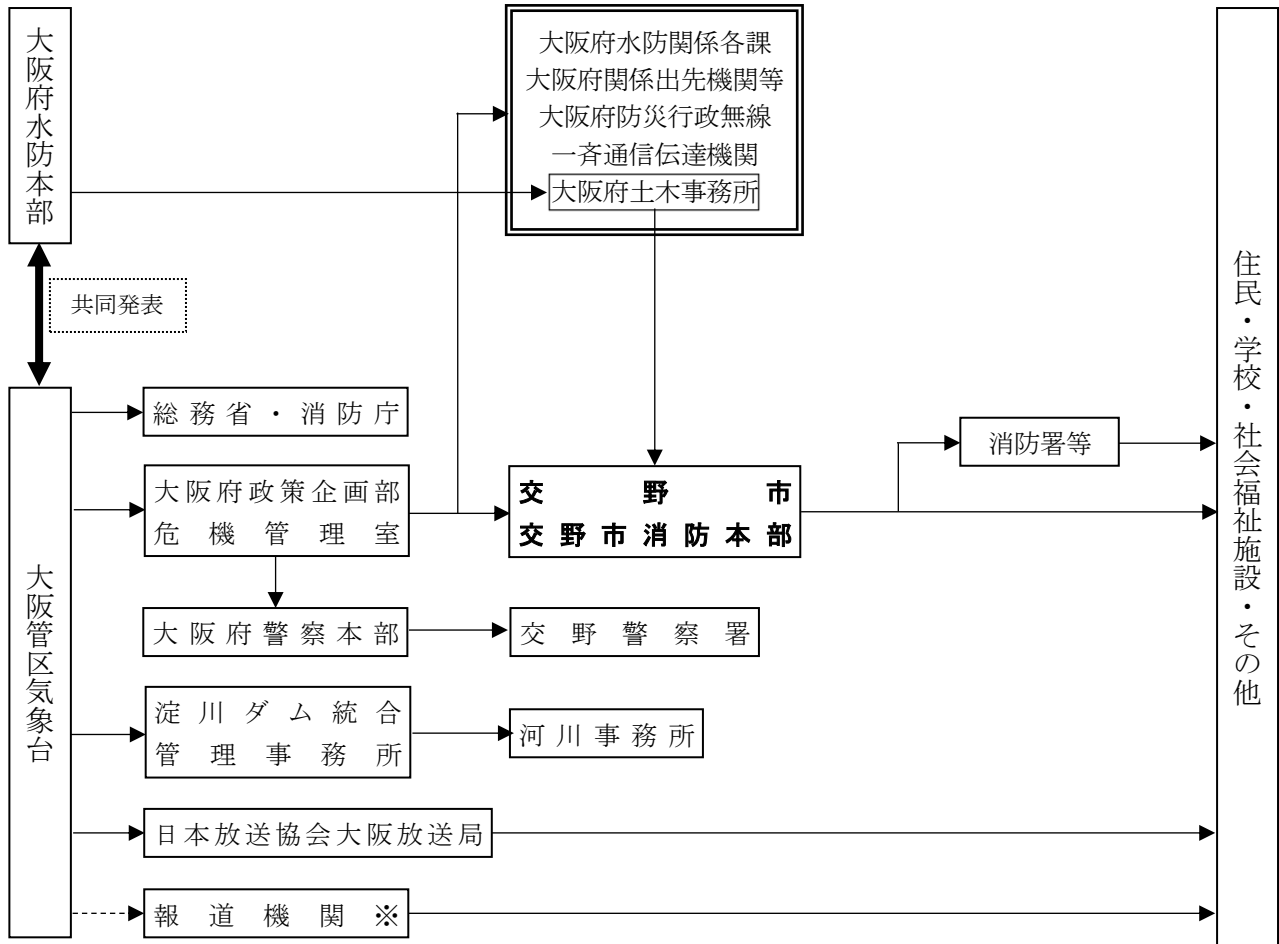 大阪府水防本部
大阪府水防関係各課
大阪府関係出先機関等
大阪府防災行政無線
一斉通信伝達機関
大阪府土木事務所
共同発表
大阪管区気象台
総務省・消防庁
大阪府政策企画部
危機管理室
交野市
交野市消防本部
消防署等
大阪府警察本部
交野警察署
淀川ダム統合
管理事務所
河川事務所
日本放送協会大阪放送局
報道機関※
住民・学校・社会福祉施設・その他